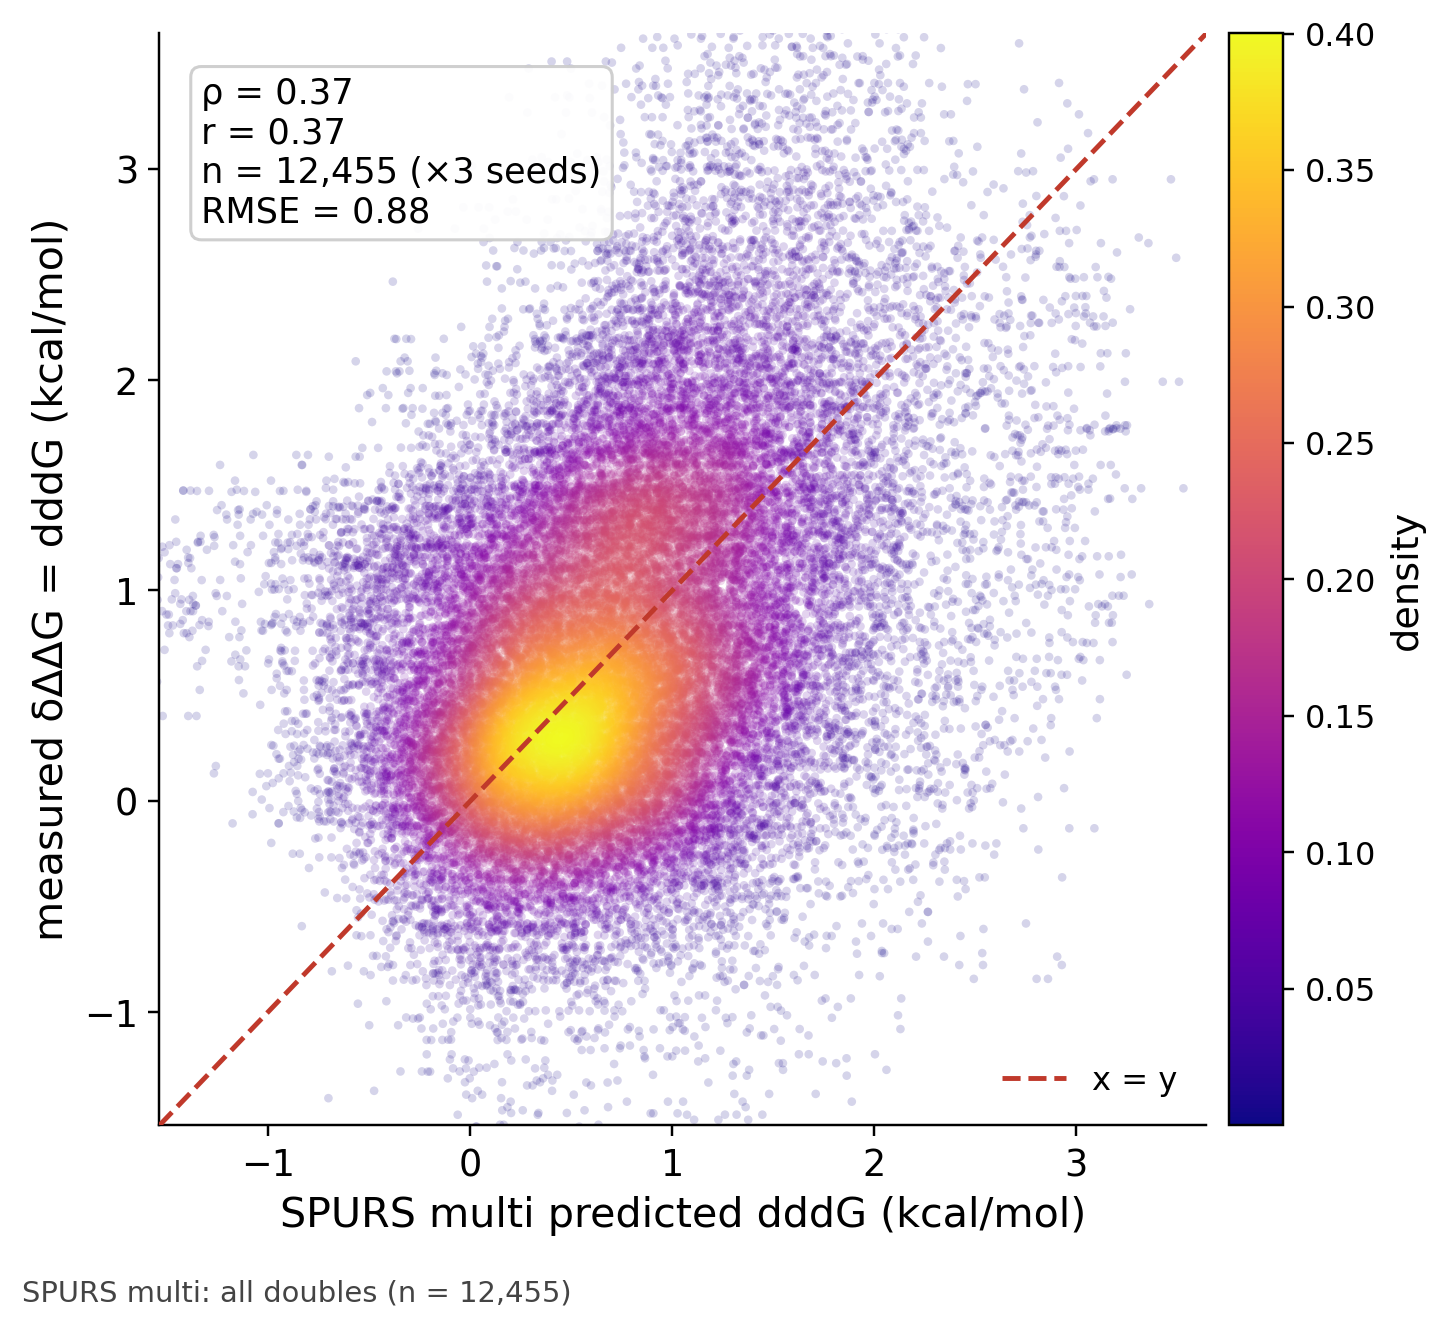 ρ = 0.37
r = 0.37
n = 12,455 (×3 seeds)
RMSE = 0.88
measured δΔΔG = dddG (kcal/mol)
3
2
1
0
−1
x = y
−1
0
1
2
3
SPURS multi predicted dddG (kcal/mol)
0.40
0.35
0.30
0.25
0.20
0.15
0.10
0.05
density
SPURS multi: all doubles (n = 12,455)